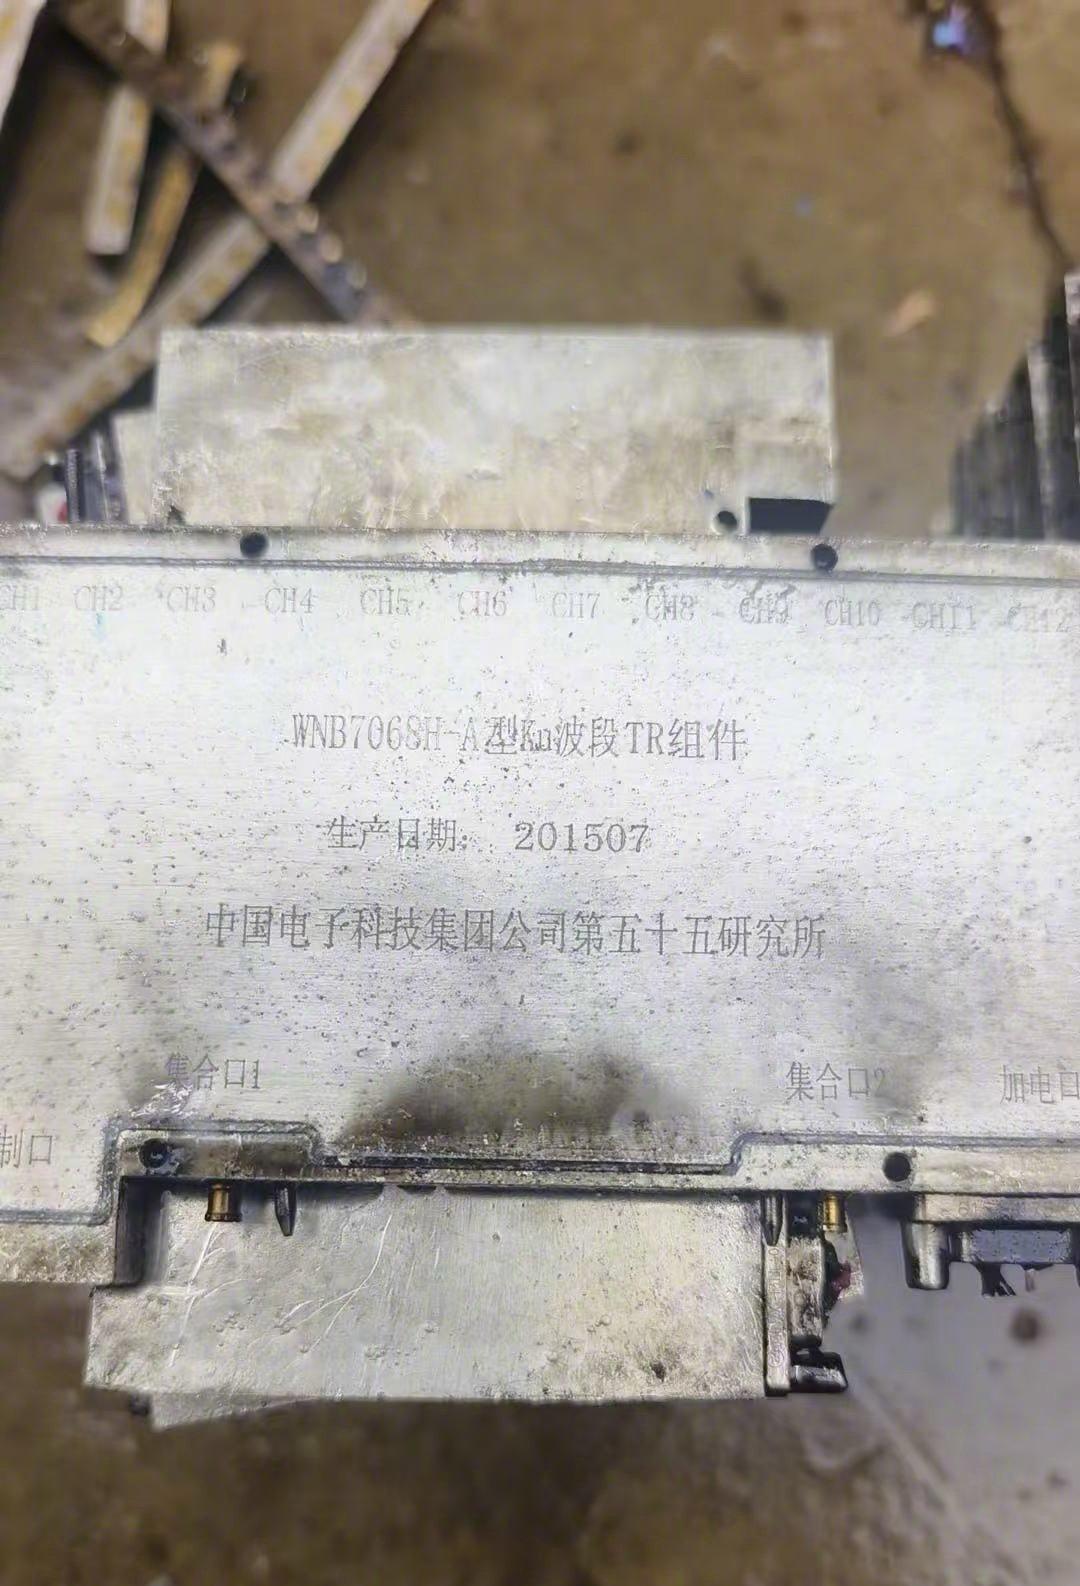 CH1 CH2 CH3 CH4 CH5 CH6 CH7 CH8 CH9 CH10 CH11 CH12
WNB7068H-A型Ku波段TR组件
生产日期: 201507
中国电子科技集团公司第五十五研究所
集合口1 集合口2 加电口
制口